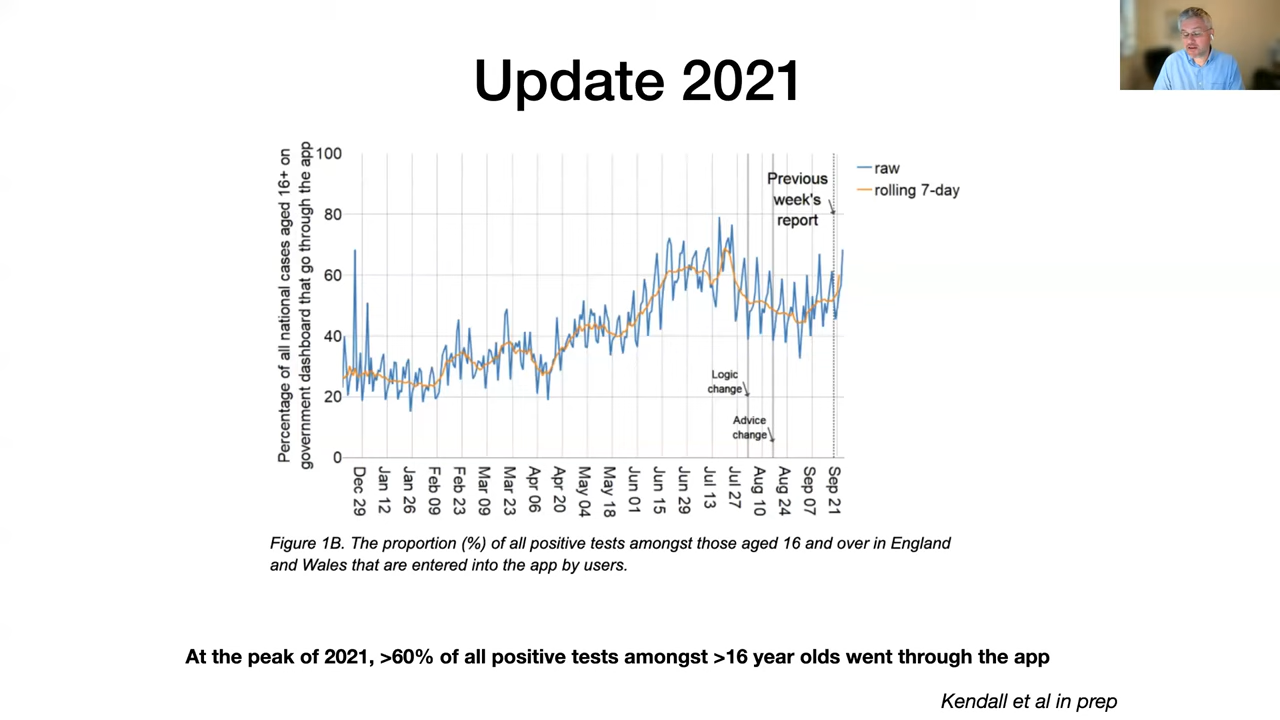 Update 2021
Percentage of all national cases aged 16+ on
government dashboard that go through the app
100
80
60
40
20
0
raw
rolling 7-day
Previous
week's
report
Logic
change
Advice
change
Dec 29
Jan 12
Jan 26
Feb 09
Feb 23
Mar 09
Mar 23
Apr 06
Apr 20
May 04
May 18
Jun 01
Jun 15
Jun 29
Jul 13
Jul 27
Aug 10
Aug 24
Sep 07
Sep 21
Figure 1B. The proportion (%) of all positive tests amongst those aged 16 and over in England
and Wales that are entered into the app by users.
At the peak of 2021, >60% of all positive tests amongst >16 year olds went through the app
Kendall et al in prep